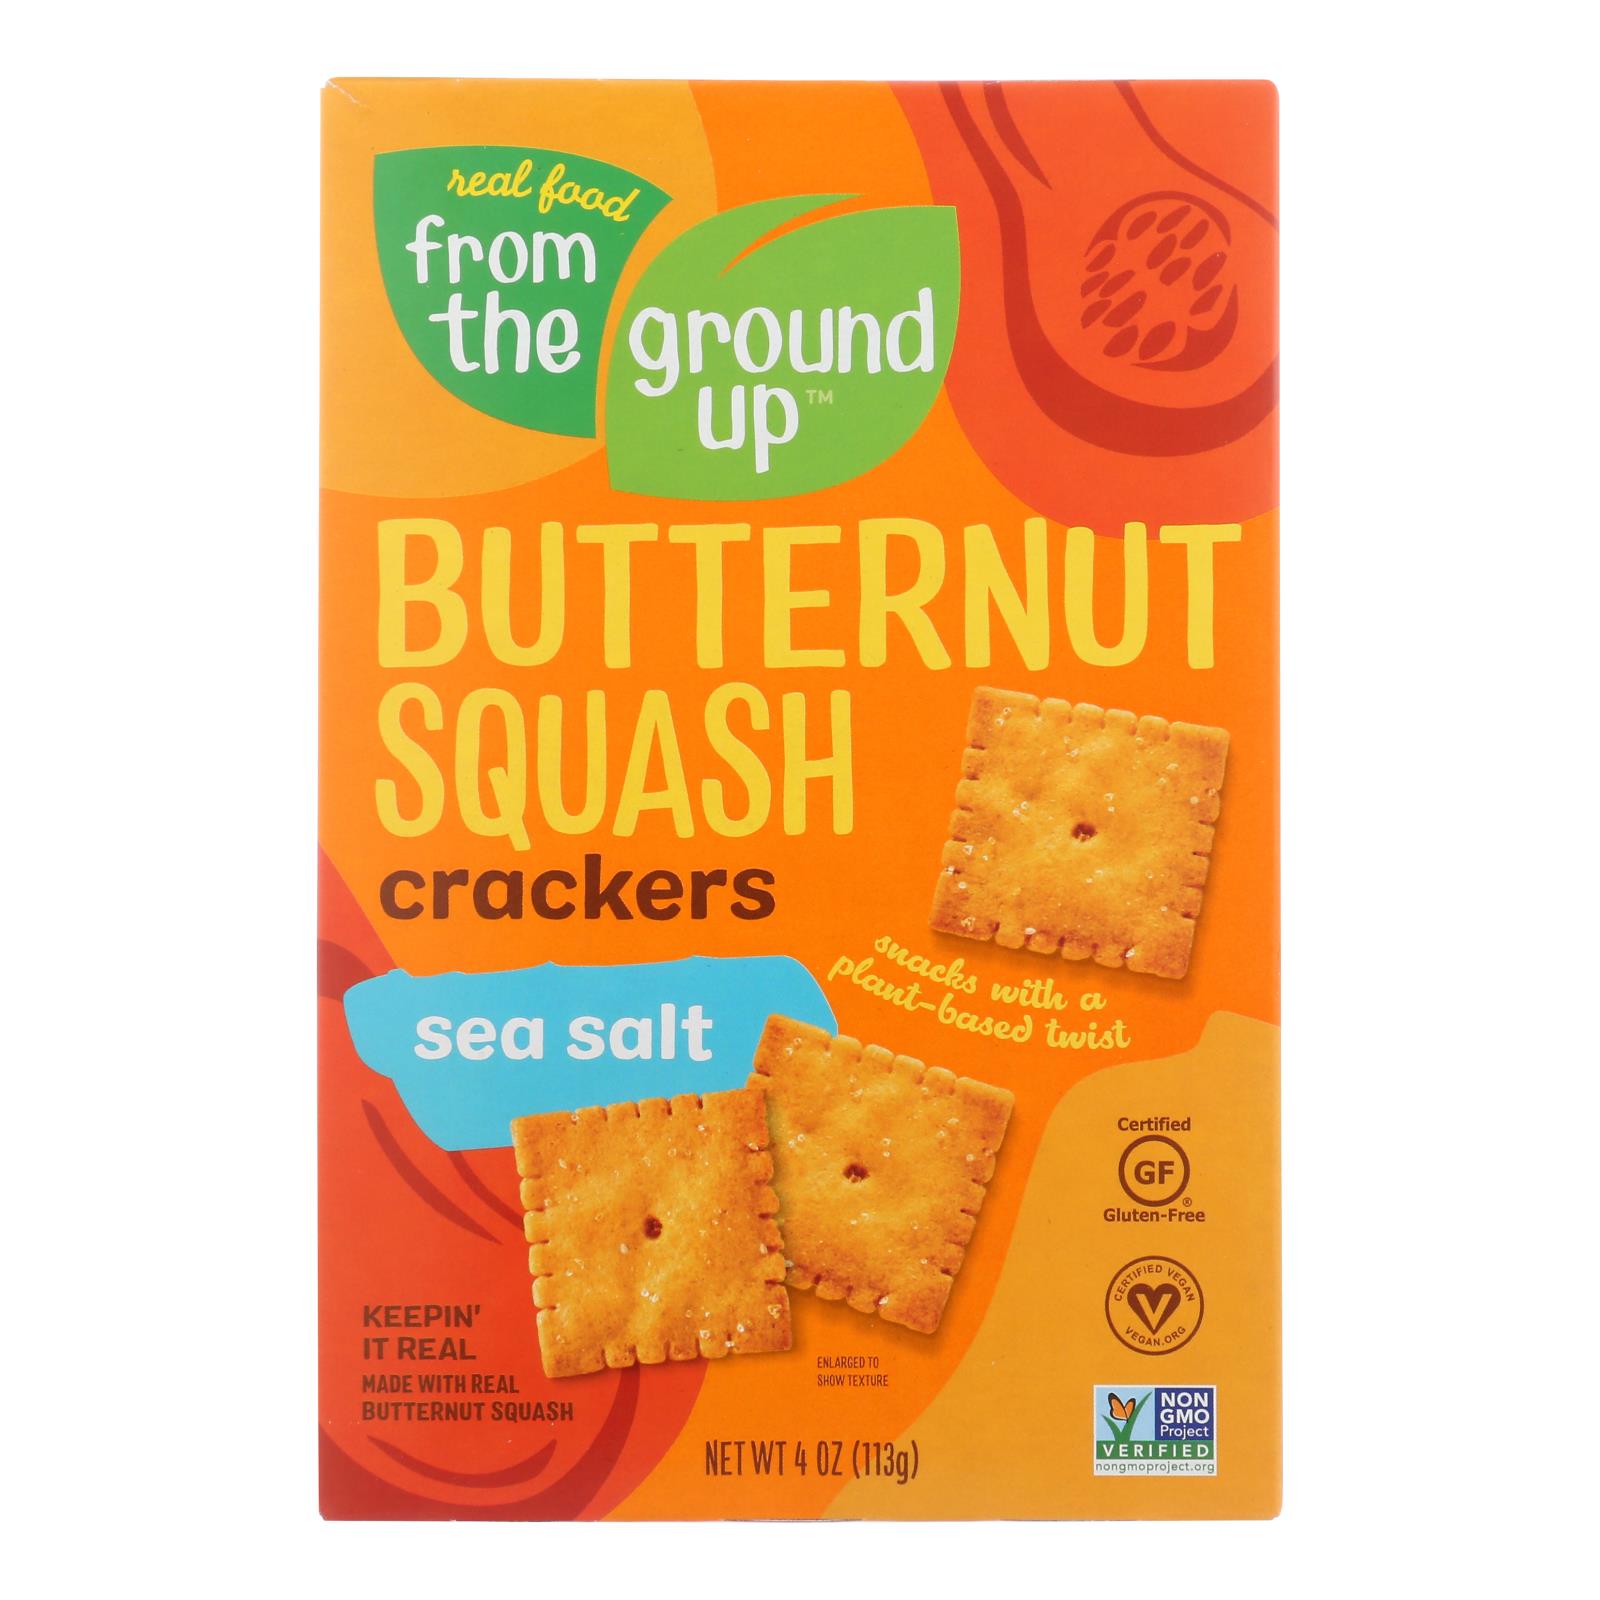 real food
from
the
ground
up™
BUTTERNUT
SQUASH
crackers
sea salt
snacks with a
plant-based twist
Certified
GF®
Gluten-Free
CERTIFIED VEGAN
VEGAN.ORG
KEEPIN'
IT REAL
MADE WITH REAL
BUTTERNUT SQUASH
ENLARGED TO
SHOW TEXTURE
NET WT 4 OZ (113g)
NON
GMO
Project
VERIFIED
nongmoproject.org